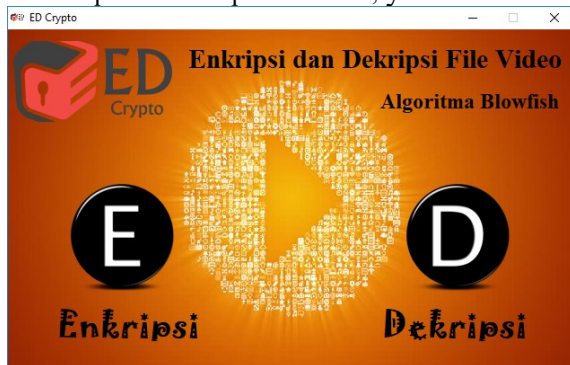 ED Crypto
ED
Crypto
Enkripsi dan Dekripsi File Video
Algoritma Blowfish
E
D
Enkripsi
Dekripsi